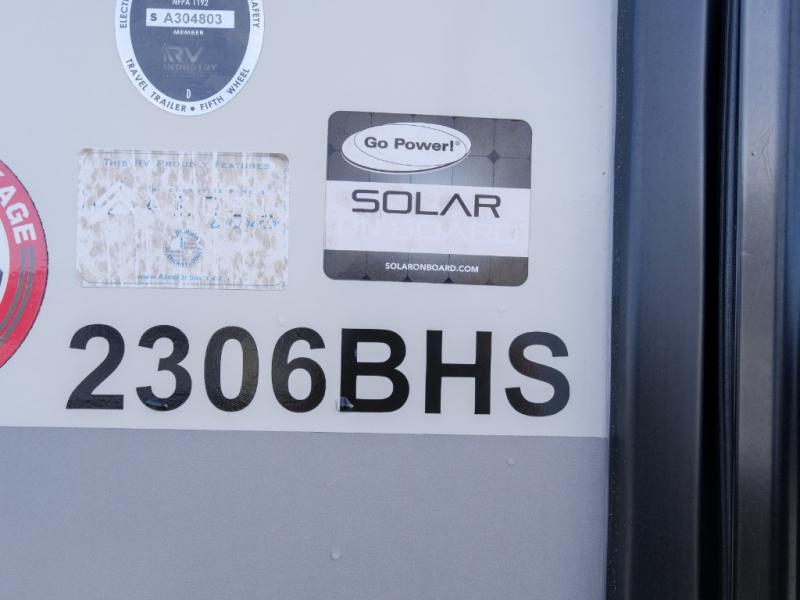 NFPA 1192
S A304803
MEMBER
RV
INDUSTRY
TRAVEL TRAILER • FIFTH WHEEL
D
THIS RV PROUDLY FEATURES
Go Power!®
SOLAR
ON BOARD
SOLARONBOARD.COM
KAGE
2306BHS